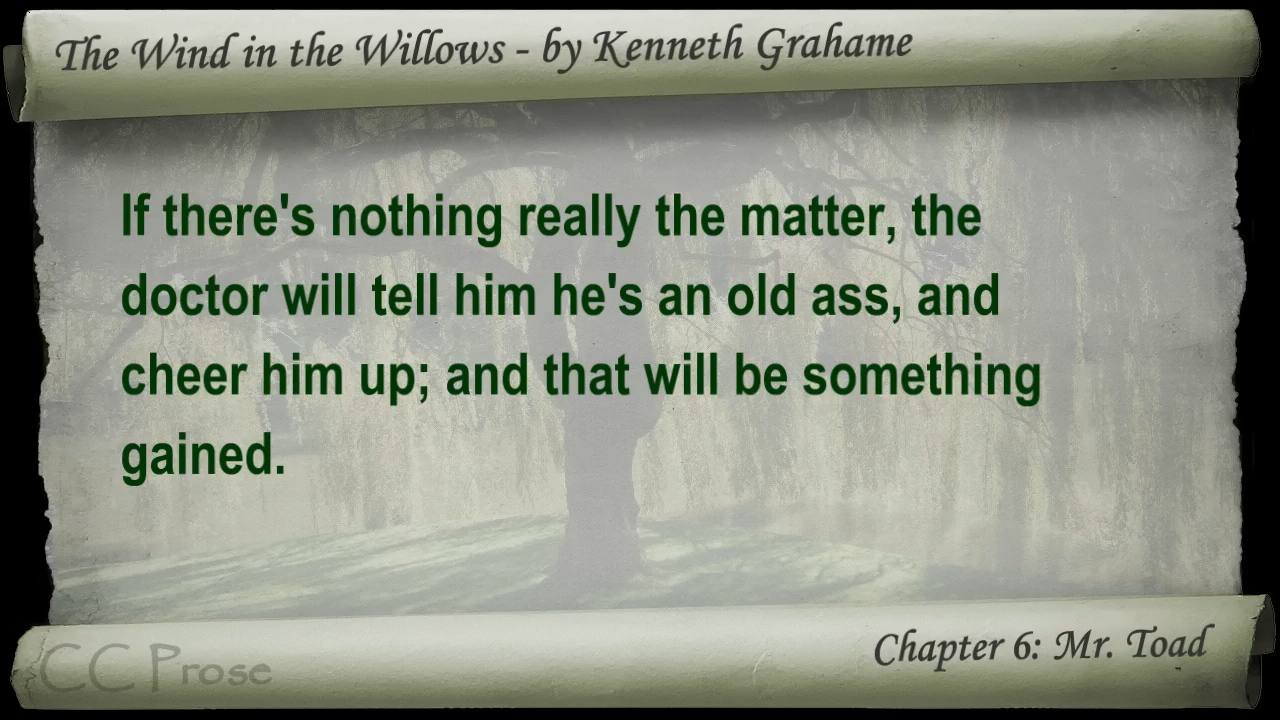 The Wind in the Willows - by Kenneth Grahame
If there's nothing really the matter, the
doctor will tell him he's an old ass, and
cheer him up; and that will be something
gained.
Chapter 6: Mr. Toad
CC Prose